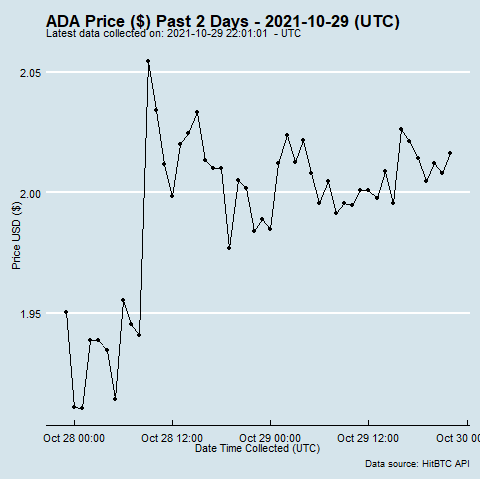 ADA Price ($) Past 2 Days - 2021-10-29 (UTC)
Latest data collected on: 2021-10-29 22:01:01  - UTC
2.05
2.00
1.95
Price USD ($)
Oct 28 00:00
Oct 28 12:00
Oct 29 00:00
Oct 29 12:00
Oct 30 0
Date Time Collected (UTC)
Data source: HitBTC API